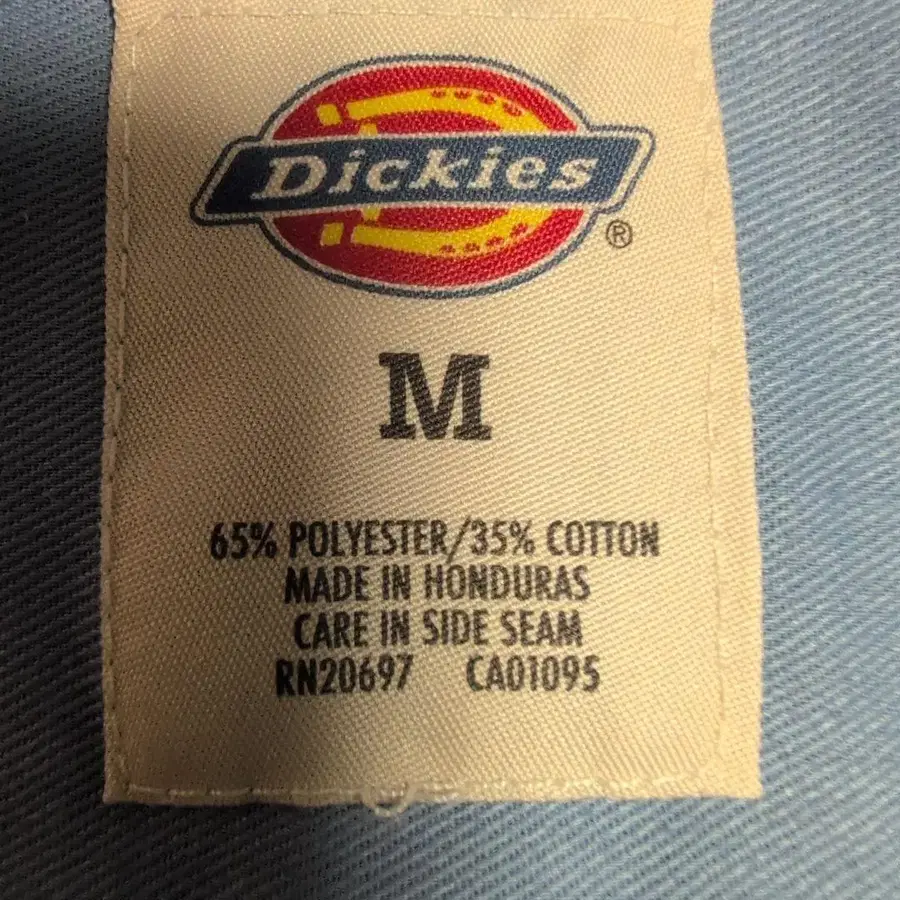 Dickies
®
M
65% POLYESTER/35% COTTON
MADE IN HONDURAS
CARE IN SIDE SEAM
RN20697 CA01095